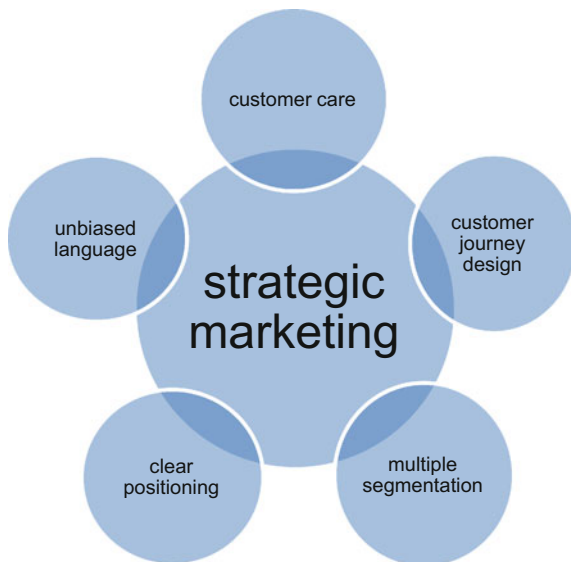 customer care
unbiased
language
customer
journey
design
strategic
marketing
clear
positioning
multiple
segmentation